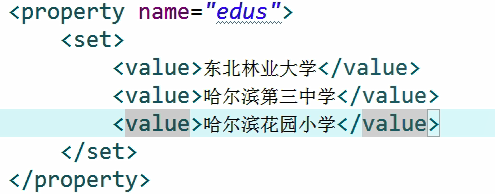 <property name="edus">
<set>
<value>东北林业大学</value>
<value>哈尔滨第三中学</value>
<value>哈尔滨花园小学</value>
</set>
</property>